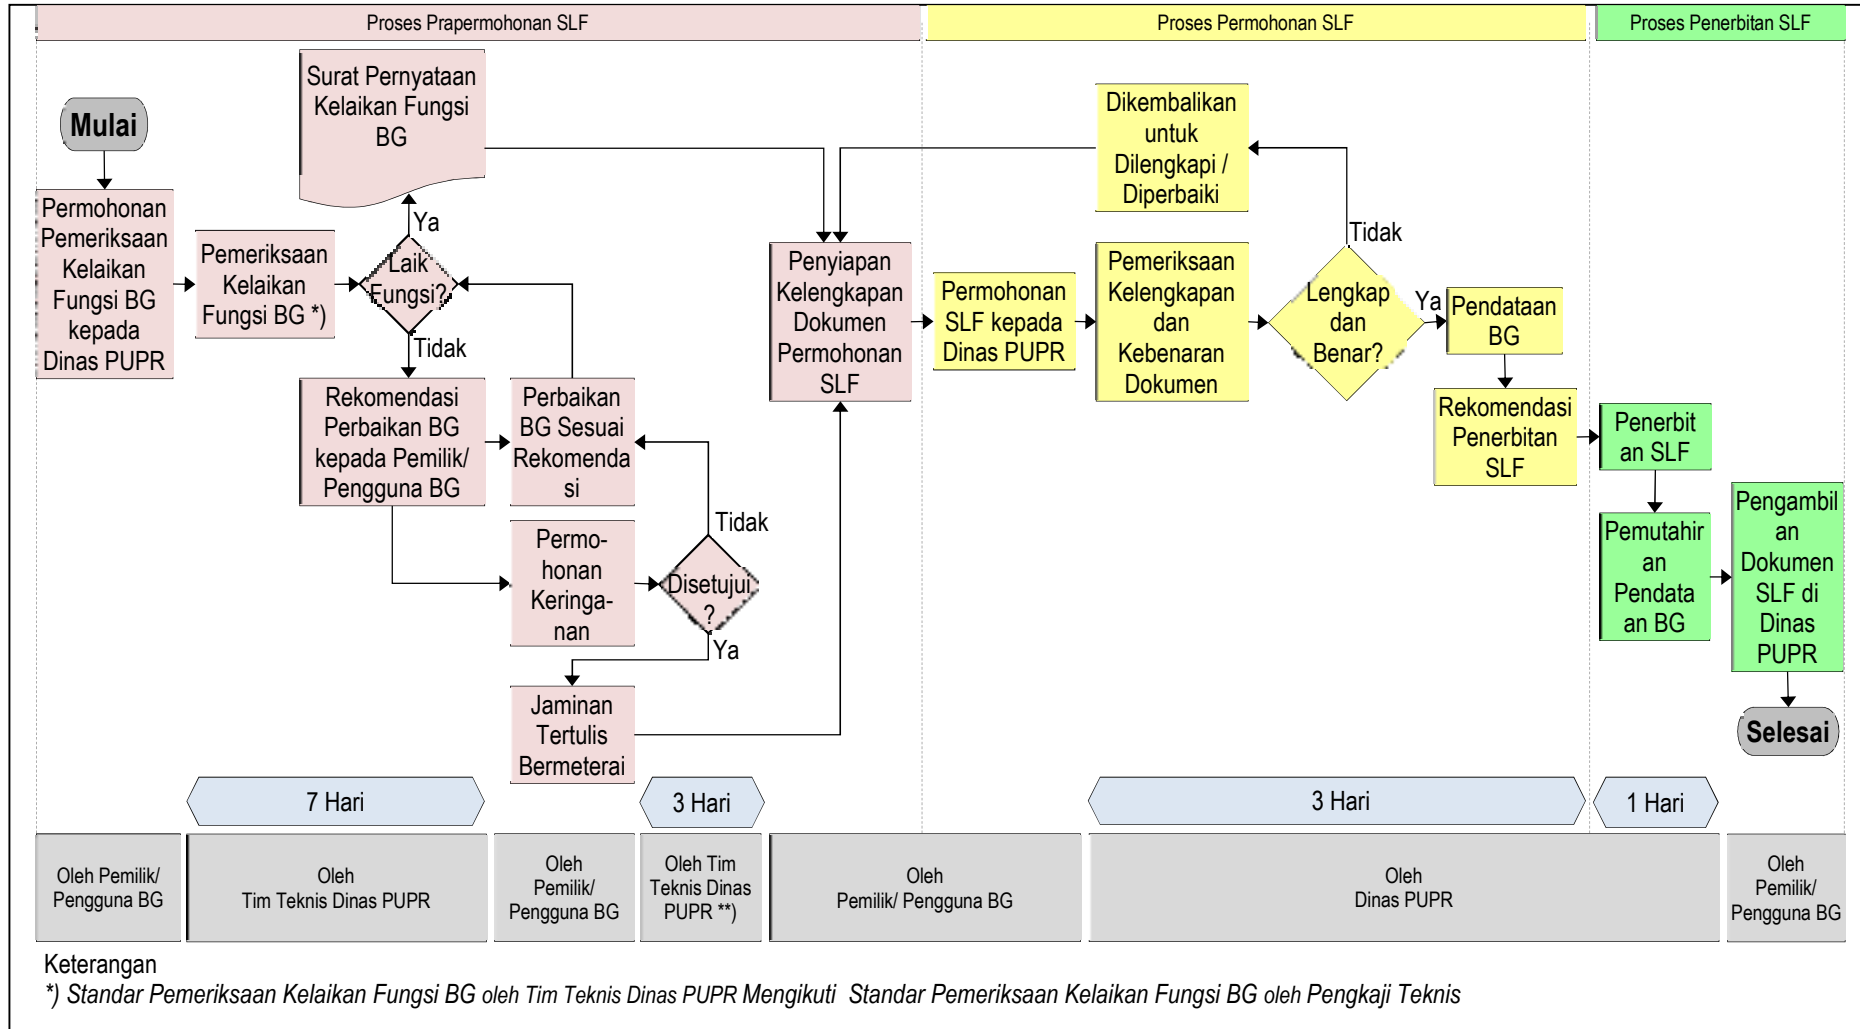 Proses Prapermohonan SLF
Proses Permohonan SLF
Proses Penerbitan SLF
Mulai
Permohonan
Pemeriksaan
Kelaikan
Fungsi BG
kepada
Dinas PUPR
Pemeriksaan
Kelaikan
Fungsi BG *)
Surat Pernyataan
Kelaikan Fungsi
BG
Ya
Laik
Fungsi?
Tidak
Rekomendasi
Perbaikan BG
kepada Pemilik/
Pengguna BG
Perbaikan
BG Sesuai
Rekomenda
si
Permo-
honan
Keringa-
nan
Tidak
Disetujui
?
Ya
Jaminan
Tertulis
Bermeterai
Penyiapan
Kelengkapan
Dokumen
Permohonan
SLF
Permohonan
SLF kepada
Dinas PUPR
Dikembalikan
untuk
Dilengkapi /
Diperbaiki
Pemeriksaan
Kelengkapan
dan
Kebenaran
Dokumen
Tidak
Lengkap
dan
Benar?
Ya
Pendataan
BG
Rekomendasi
Penerbitan
SLF
Penerbit
an SLF
Pemutahir
an
Pendata
an BG
Pengambil
an
Dokumen
SLF di
Dinas
PUPR
Selesai
7 Hari
3 Hari
3 Hari
1 Hari
Oleh Pemilik/
Pengguna BG
Oleh
Tim Teknis Dinas PUPR
Oleh
Pemilik/
Pengguna BG
Oleh Tim
Teknis Dinas
PUPR **)
Oleh
Pemilik/ Pengguna BG
Oleh
Dinas PUPR
Oleh
Pemilik/
Pengguna BG
Keterangan
*) Standar Pemeriksaan Kelaikan Fungsi BG oleh Tim Teknis Dinas PUPR Mengikuti Standar Pemeriksaan Kelaikan Fungsi BG oleh Pengkaji Teknis